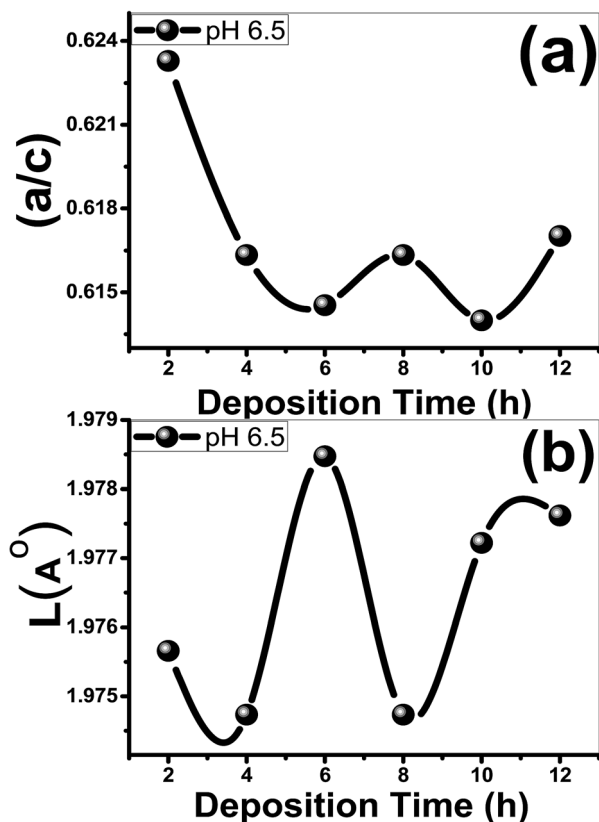 pH 6.5
(a)
0.624
0.621
0.618
0.615
(a/c)
2 4 6 8 10 12
Deposition Time (h)
pH 6.5
(b)
1.979
1.978
1.977
1.976
1.975
L(A^O)
2 4 6 8 10 12
Deposition Time (h)